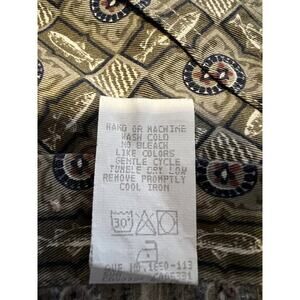 HAND OR MACHINE
WASH COLD
NO BLEACH
LIKE COLORS
GENTLE CYCLE
TUMBLE DRY LOW
REMOVE PROMPTLY
COOL IRON
30°